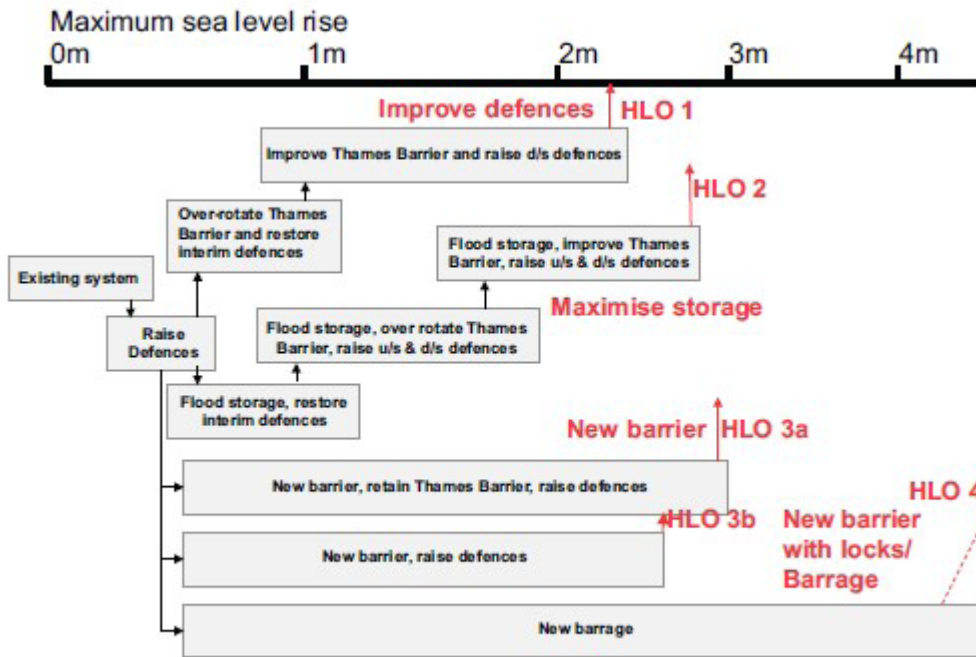 Maximum sea level rise
0m 1m 2m 3m 4m
Improve defences HLO 1
Improve Thames Barrier and raise d/s defences
HLO 2
Over-rotate Thames
Barrier and restore
interim defences
Flood storage, improve Thames
Barrier, raise u/s & d/s defences
Existing system
Maximise storage
Raise
Defences
Flood storage, over rotate Thames
Barrier, raise u/s & d/s defences
Flood storage, restore
interim defences
New barrier HLO 3a
New barrier, retain Thames Barrier, raise defences
HLO 4
HLO 3b
New barrier
with locks/
Barrage
New barrier, raise defences
New barrage